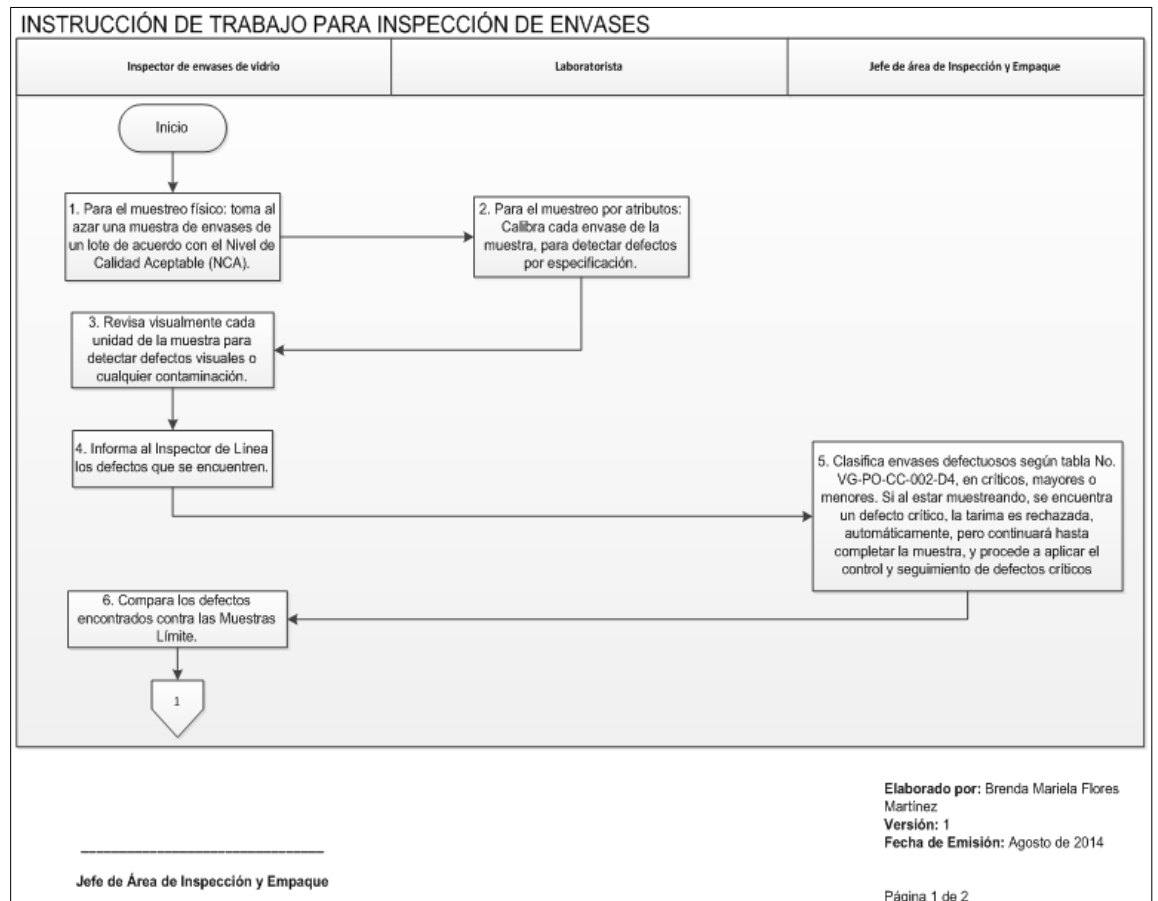 INSTRUCCIÓN DE TRABAJO PARA INSPECCIÓN DE ENVASES
Inspector de envases de vidrio
Laboratorista
Jefe de área de Inspección y Empaque
Inicio
1. Para el muestreo físico: toma al
azar una muestra de envases de
un lote de acuerdo con el Nivel de
Calidad Aceptable (NCA).
2. Para el muestreo por atributos:
Calibra cada envase de la
muestra, para detectar defectos
por especificación.
3. Revisa visualmente cada
unidad de la muestra para
detectar defectos visuales o
cualquier contaminación.
4. Informa al Inspector de Línea
los defectos que se encuentren.
5. Clasifica envases defectuosos según tabla No.
VG-PO-CC-002-D4, en críticos, mayores o
menores. Si al estar muestreando, se encuentra
un defecto crítico, la tarima es rechazada,
automáticamente, pero continuará hasta
completar la muestra, y procede a aplicar el
control y seguimiento de defectos críticos
6. Compara los defectos
encontrados contra las Muestras
Límite.
1
Elaborado por: Brenda Mariela Flores
Martínez
Versión: 1
Fecha de Emisión: Agosto de 2014
Jefe de Área de Inspección y Empaque
Página 1 de 2